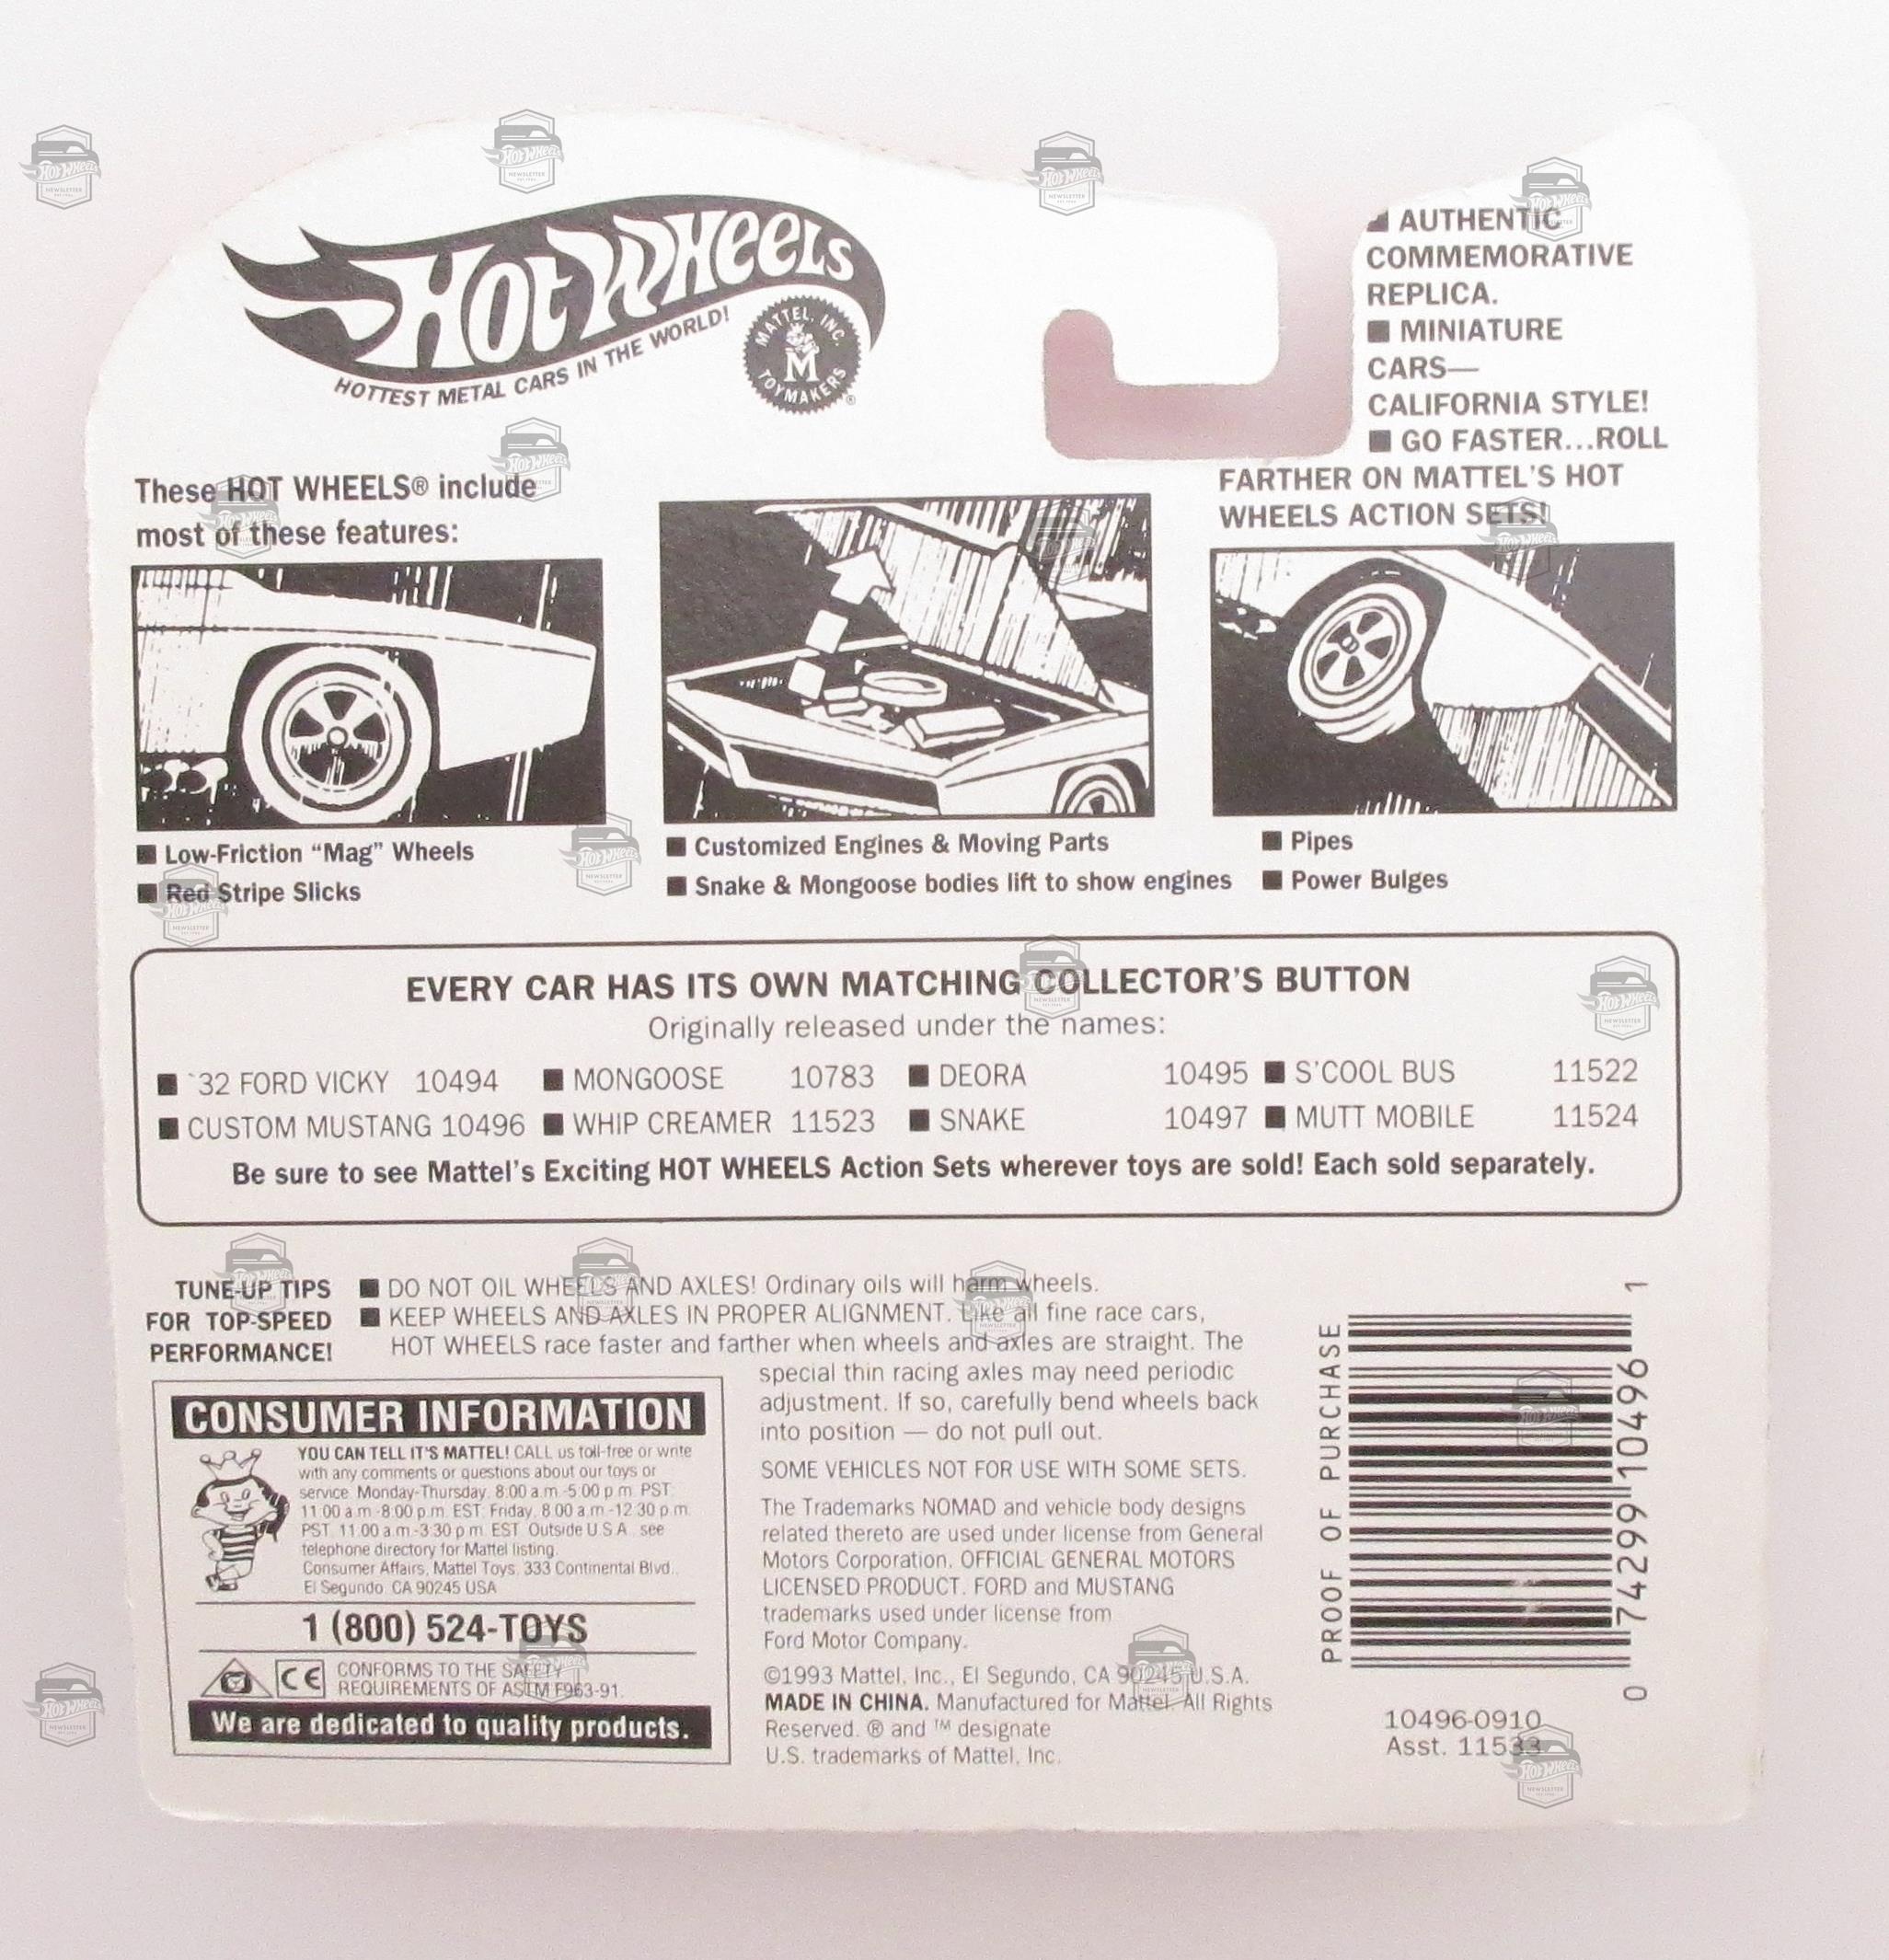 Hot Wheels
HOTTEST METAL CARS IN THE WORLD!
MATTEL, INC.
M
TOYMAKERS
®
■ AUTHENTIC
COMMEMORATIVE
REPLICA.
■ MINIATURE
CARS—
CALIFORNIA STYLE!
■ GO FASTER...ROLL
FARTHER ON MATTEL'S HOT
WHEELS ACTION SETS!
These HOT WHEELS® include
most of these features:
■ Low-Friction “Mag” Wheels
■ Red Stripe Slicks
■ Customized Engines & Moving Parts
■ Snake & Mongoose bodies lift to show engines
■ Pipes
■ Power Bulges
EVERY CAR HAS ITS OWN MATCHING COLLECTOR'S BUTTON
Originally released under the names:
■ `32 FORD VICKY 10494 ■ MONGOOSE 10783 ■ DEORA 10495 ■ S'COOL BUS 11522
■ CUSTOM MUSTANG 10496 ■ WHIP CREAMER 11523 ■ SNAKE 10497 ■ MUTT MOBILE 11524
Be sure to see Mattel's Exciting HOT WHEELS Action Sets wherever toys are sold! Each sold separately.
TUNE-UP TIPS
FOR TOP-SPEED
PERFORMANCE!
■ DO NOT OIL WHEELS AND AXLES! Ordinary oils will harm wheels.
■ KEEP WHEELS AND AXLES IN PROPER ALIGNMENT. Like all fine race cars,
HOT WHEELS race faster and farther when wheels and axles are straight. The
special thin racing axles may need periodic
adjustment. If so, carefully bend wheels back
into position — do not pull out.
SOME VEHICLES NOT FOR USE WITH SOME SETS.
The Trademarks NOMAD and vehicle body designs
related thereto are used under license from General
Motors Corporation. OFFICIAL GENERAL MOTORS
LICENSED PRODUCT. FORD and MUSTANG
trademarks used under license from
Ford Motor Company.
©1993 Mattel, Inc., El Segundo, CA 90245 U.S.A.
MADE IN CHINA. Manufactured for Mattel. All Rights
Reserved. ® and ™ designate
U.S. trademarks of Mattel, Inc.
CONSUMER INFORMATION
YOU CAN TELL IT'S MATTEL! CALL us toll-free or write
with any comments or questions about our toys or
service. Monday-Thursday, 8:00 a.m.-5:00 p.m. PST,
11:00 a.m.-8:00 p.m. EST. Friday, 8:00 a.m.-12:30 p.m.
PST, 11:00 a.m.-3:30 p.m. EST. Outside U.S.A., see
telephone directory for Mattel listing.
Consumer Affairs, Mattel Toys, 333 Continental Blvd.,
El Segundo, CA 90245 USA
1 (800) 524-TOYS
CE
CONFORMS TO THE SAFETY
REQUIREMENTS OF ASTM F963-91.
We are dedicated to quality products.
PROOF OF PURCHASE
0 74299 10496 1
10496-0910
Asst. 11533
Hot Wheels
NEWSLETTER